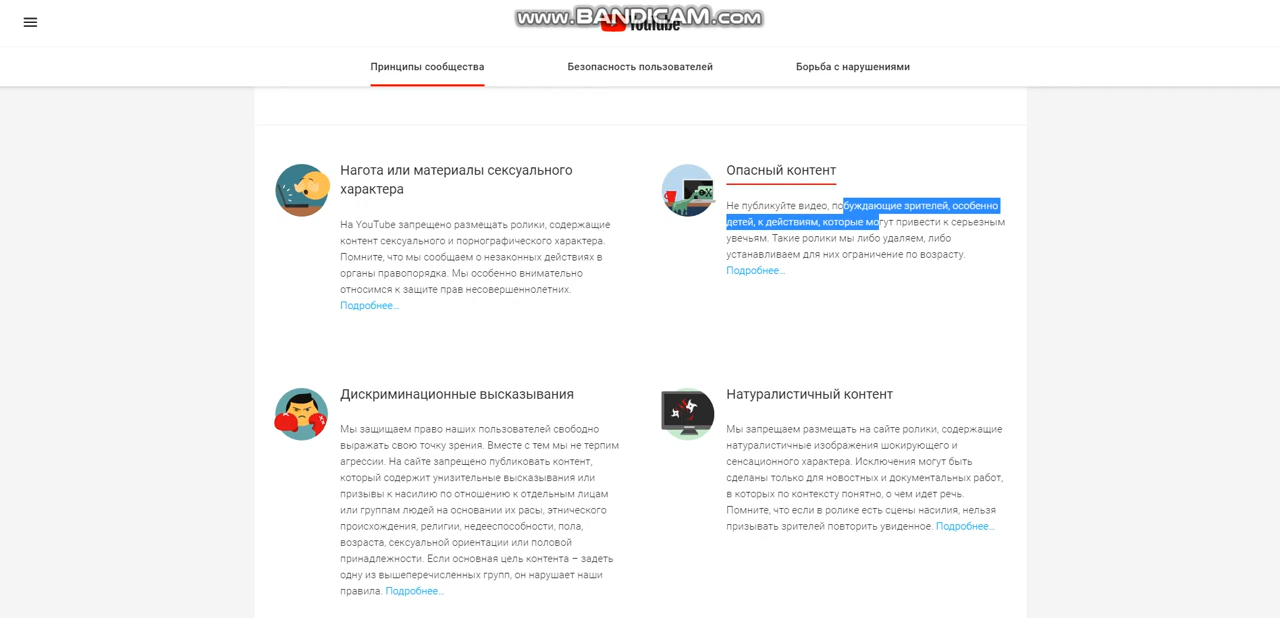 www.BANDICAM.com
YouTube
Принципы сообщества
Безопасность пользователей
Борьба с нарушениями
Нагота или материалы сексуального
характера
На YouTube запрещено размещать ролики, содержащие
контент сексуального и порнографического характера.
Помните, что мы сообщаем о незаконных действиях в
органы правопорядка. Мы особенно внимательно
относимся к защите прав несовершеннолетних.
Подробнее…
Опасный контент
Не публикуйте видео, побуждающие зрителей, особенно
детей, к действиям, которые могут привести к серьезным
увечьям. Такие ролики мы либо удаляем, либо
устанавливаем для них ограничение по возрасту.
Подробнее…
Дискриминационные высказывания
Мы защищаем право наших пользователей свободно
выражать свою точку зрения. Вместе с тем мы не терпим
агрессии. На сайте запрещено публиковать контент,
который содержит унизительные высказывания или
призывы к насилию по отношению к отдельным лицам
или группам людей на основании их расы, этнического
происхождения, религии, недееспособности, пола,
возраста, сексуальной ориентации или половой
принадлежности. Если основная цель контента – задеть
одну из вышеперечисленных групп, он нарушает наши
правила. Подробнее…
Натуралистичный контент
Мы запрещаем размещать на сайте ролики, содержащие
натуралистичные изображения шокирующего и
сенсационного характера. Исключения могут быть
сделаны только для новостных и документальных работ,
в которых по контексту понятно, о чем идет речь.
Помните, что если в ролике есть сцены насилия, нельзя
призывать зрителей повторить увиденное. Подробнее…